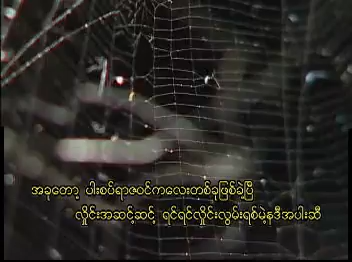 အခုတော့ ပါးစပ်ရာဇဝင်ကလေးတစ်ခုဖြစ်ခဲ့ပြီ
လှိုင်းအဆင့်ဆင့် ရင်ရင်လှိုင်းလွမ်းရစ်မဲ့နဒီအပါးဆီ